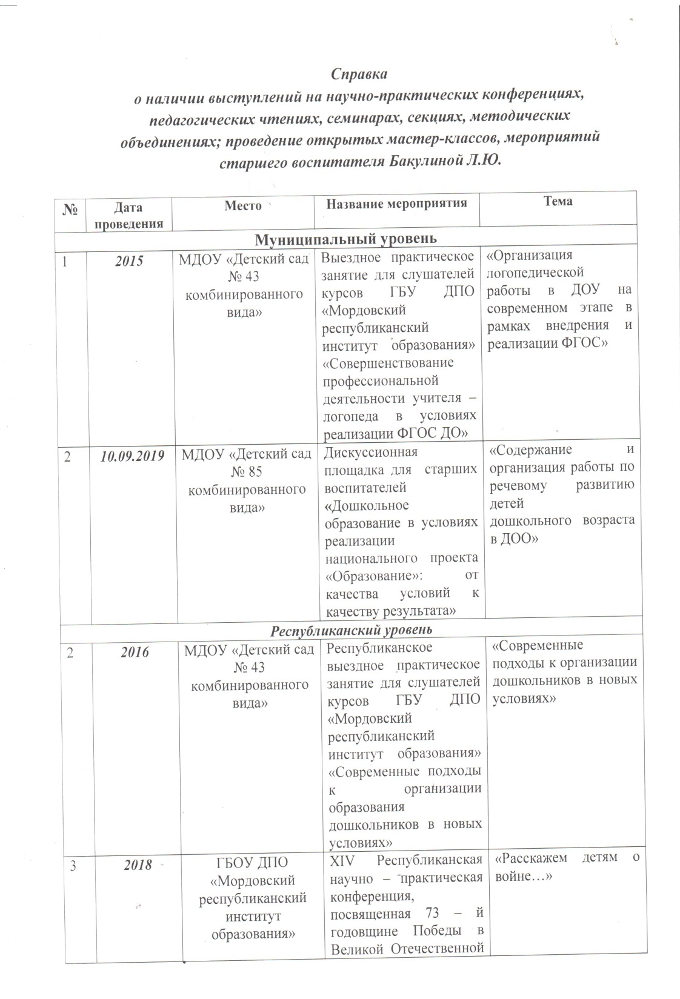 Справка
о наличии выступлений на научно-практических конференциях,
педагогических чтениях, семинарах, секциях, методических
объединениях; проведение открытых мастер-классов, мероприятий
старшего воспитателя Бакулиной Л.Ю.
№
Дата
проведения
Место
Название мероприятия
Тема
Муниципальный уровень
1
2015
МДОУ «Детский сад
№ 43
комбинированного
вида»
Выездное практическое
занятие для слушателей
курсов ГБУ ДПО
«Мордовский
республиканский
институт образования»
«Совершенствование
профессиональной
деятельности учителя –
логопеда в условиях
реализации ФГОС ДО»
«Организация
логопедической
работы в ДОУ на
современном этапе в
рамках внедрения и
реализации ФГОС»
2
10.09.2019
МДОУ «Детский сад
№ 85
комбинированного
вида»
Дискуссионная
площадка для старших
воспитателей
«Дошкольное
образование в условиях
реализации
национального проекта
«Образование»: от
качества условий к
качеству результата»
«Содержание и
организация работы по
речевому развитию
детей
дошкольного возраста
в ДОО»
Республиканский уровень
2
2016
МДОУ «Детский сад
№ 43
комбинированного
вида»
Республиканское
выездное практическое
занятие для слушателей
курсов ГБУ ДПО
«Мордовский
республиканский
институт образования»
«Современные подходы
к организации
образования
дошкольников в новых
условиях»
«Современные
подходы к организации
дошкольников в новых
условиях»
3
2018
ГБОУ ДПО
«Мордовский
республиканский
институт
образования»
XIV Республиканская
научно – практическая
конференция,
посвященная 73 – й
годовщине Победы в
Великой Отечественной
«Расскажем детям о
войне…»